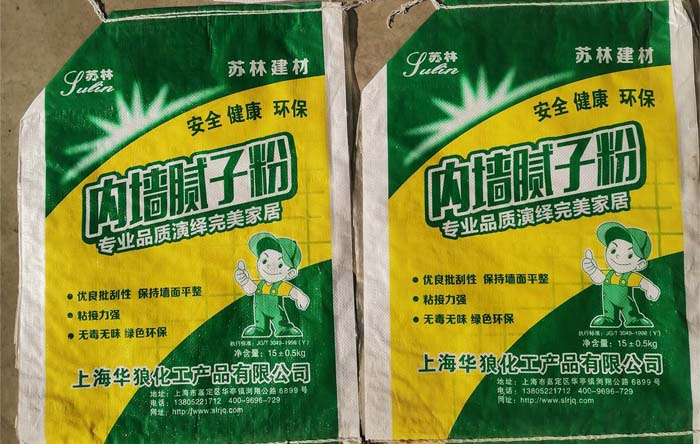 苏林
Sulin
苏林建材
安全 健康 环保
内墙腻子粉
专业品质演绎完美家居
优良批刮性 保持墙面平整
粘接力强
无毒无味 绿色环保
执行标准：JG/T 3049-1998（Y）
净含量：15±0.5kg
上海华狼化工产品有限公司
地址：上海市嘉定区华亭镇浏翔公路6899号
电话：13805221712 400-9696-729
网址：http://www.slrjq.com
苏林
Sulin
苏林建材
安全 健康 环保
内墙腻子粉
专业品质演绎完美家居
优良批刮性 保持墙面平整
粘接力强
无毒无味 绿色环保
执行标准：JG/T 3049-1998（Y）
净含量：15±0.5kg
上海华狼化工产品有限公司
地址：上海市嘉定区华亭镇浏翔公路6899号
电话：13805221712 400-9696-729
网址：http://www.slrjq.com